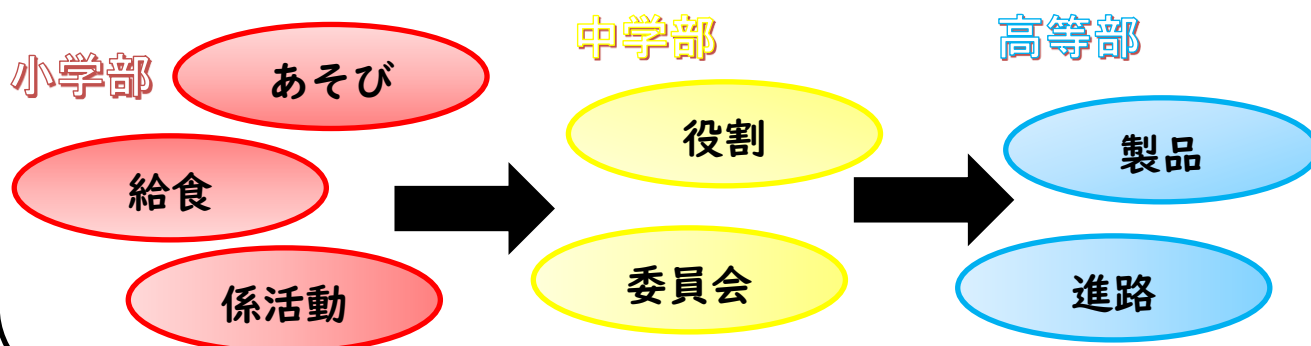 小学部
あそび
給食
係活動
中学部
役割
委員会
高等部
製品
進路